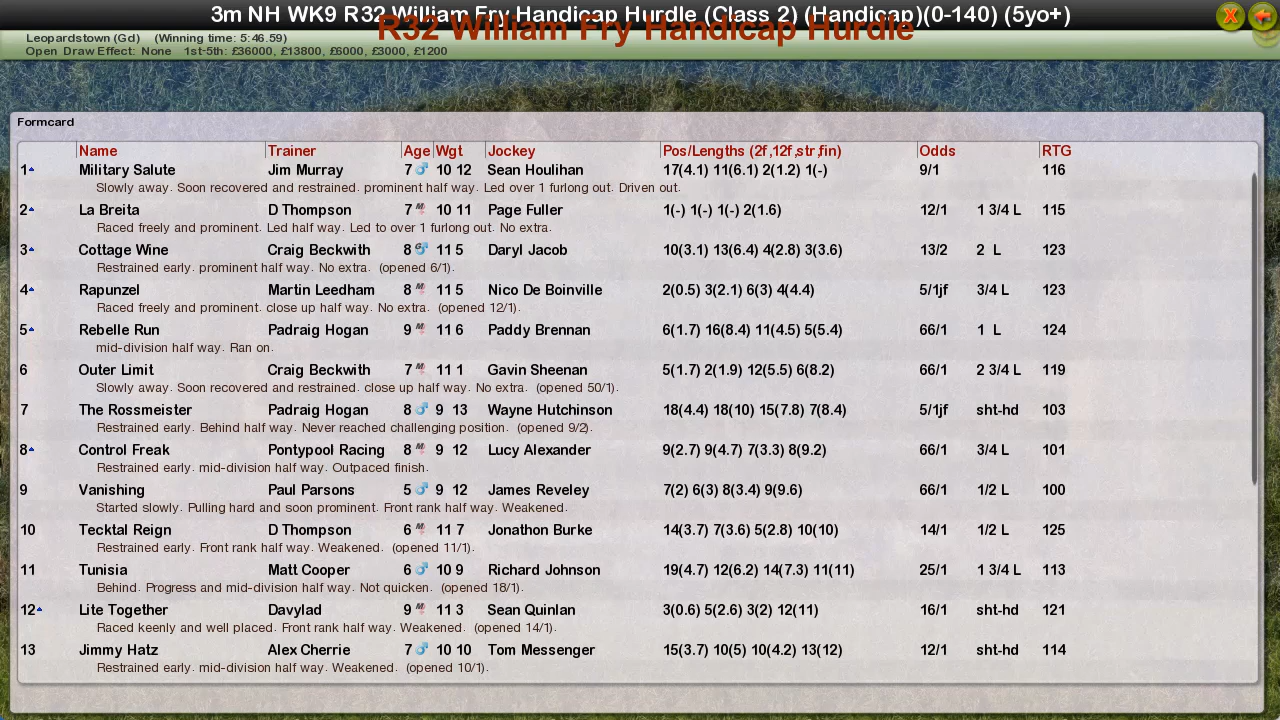 3m NH WK9 R32 William Fry Handicap Hurdle (Class 2) (Handicap)(0-140) (5yo+)
R32 William Fry Handicap Hurdle
Leopardstown (Gd) (Winning time: 5:46.59)
Open Draw Effect: None 1st-5th: £36000, £13800, £6000, £3000, £1200
Formcard
Name Trainer Age Wgt Jockey Pos/Lengths (2f,12f,str,fin) Odds RTG
1 Military Salute Jim Murray 7 10 12 Sean Houlihan 17(4.1) 11(6.1) 2(1.2) 1(-) 9/1 116
Slowly away. Soon recovered and restrained. prominent half way. Led over 1 furlong out. Driven out.
2 La Breita D Thompson 7 10 11 Page Fuller 1(-) 1(-) 1(-) 2(1.6) 12/1 1 3/4 L 115
Raced freely and prominent. Led half way. Led to over 1 furlong out. No extra.
3 Cottage Wine Craig Beckwith 8 11 5 Daryl Jacob 10(3.1) 13(6.4) 4(2.8) 3(3.6) 13/2 2 L 123
Restrained early. prominent half way. No extra. (opened 6/1).
4 Rapunzel Martin Leedham 8 11 5 Nico De Boinville 2(0.5) 3(2.1) 6(3) 4(4.4) 5/1jf 3/4 L 123
Raced freely and prominent. close up half way. No extra. (opened 12/1).
5 Rebelle Run Padraig Hogan 9 11 6 Paddy Brennan 6(1.7) 16(8.4) 11(4.5) 5(5.4) 66/1 1 L 124
mid-division half way. Ran on.
6 Outer Limit Craig Beckwith 7 11 1 Gavin Sheenan 5(1.7) 2(1.9) 12(5.5) 6(8.2) 66/1 2 3/4 L 119
Slowly away. Soon recovered and restrained. close up half way. No extra. (opened 50/1).
7 The Rossmeister Padraig Hogan 8 9 13 Wayne Hutchinson 18(4.4) 18(10) 15(7.8) 7(8.4) 5/1jf sht-hd 103
Restrained early. Behind half way. Never reached challenging position. (opened 9/2).
8 Control Freak Pontypool Racing 8 9 12 Lucy Alexander 9(2.7) 9(4.7) 7(3.3) 8(9.2) 66/1 3/4 L 101
Restrained early. mid-division half way. Outpaced finish.
9 Vanishing Paul Parsons 5 9 12 James Reveley 7(2) 6(3) 8(3.4) 9(9.6) 66/1 1/2 L 100
Started slowly. Pulling hard and soon prominent. Front rank half way. Weakened.
10 Tecktal Reign D Thompson 6 11 7 Jonathon Burke 14(3.7) 7(3.6) 5(2.8) 10(10) 14/1 1/2 L 125
Restrained early. Front rank half way. Weakened. (opened 11/1).
11 Tunisia Matt Cooper 6 10 9 Richard Johnson 19(4.7) 12(6.2) 14(7.3) 11(11) 25/1 1 3/4 L 113
Behind. Progress and mid-division half way. Not quicken. (opened 18/1).
12 Lite Together Davylad 9 11 3 Sean Quinlan 3(0.6) 5(2.6) 3(2) 12(11) 16/1 sht-hd 121
Raced keenly and well placed. Front rank half way. Weakened. (opened 14/1).
13 Jimmy Hatz Alex Cherrie 7 10 10 Tom Messenger 15(3.7) 10(5) 10(4.2) 13(12) 12/1 sht-hd 114
Restrained early. mid-division half way. Weakened. (opened 10/1).